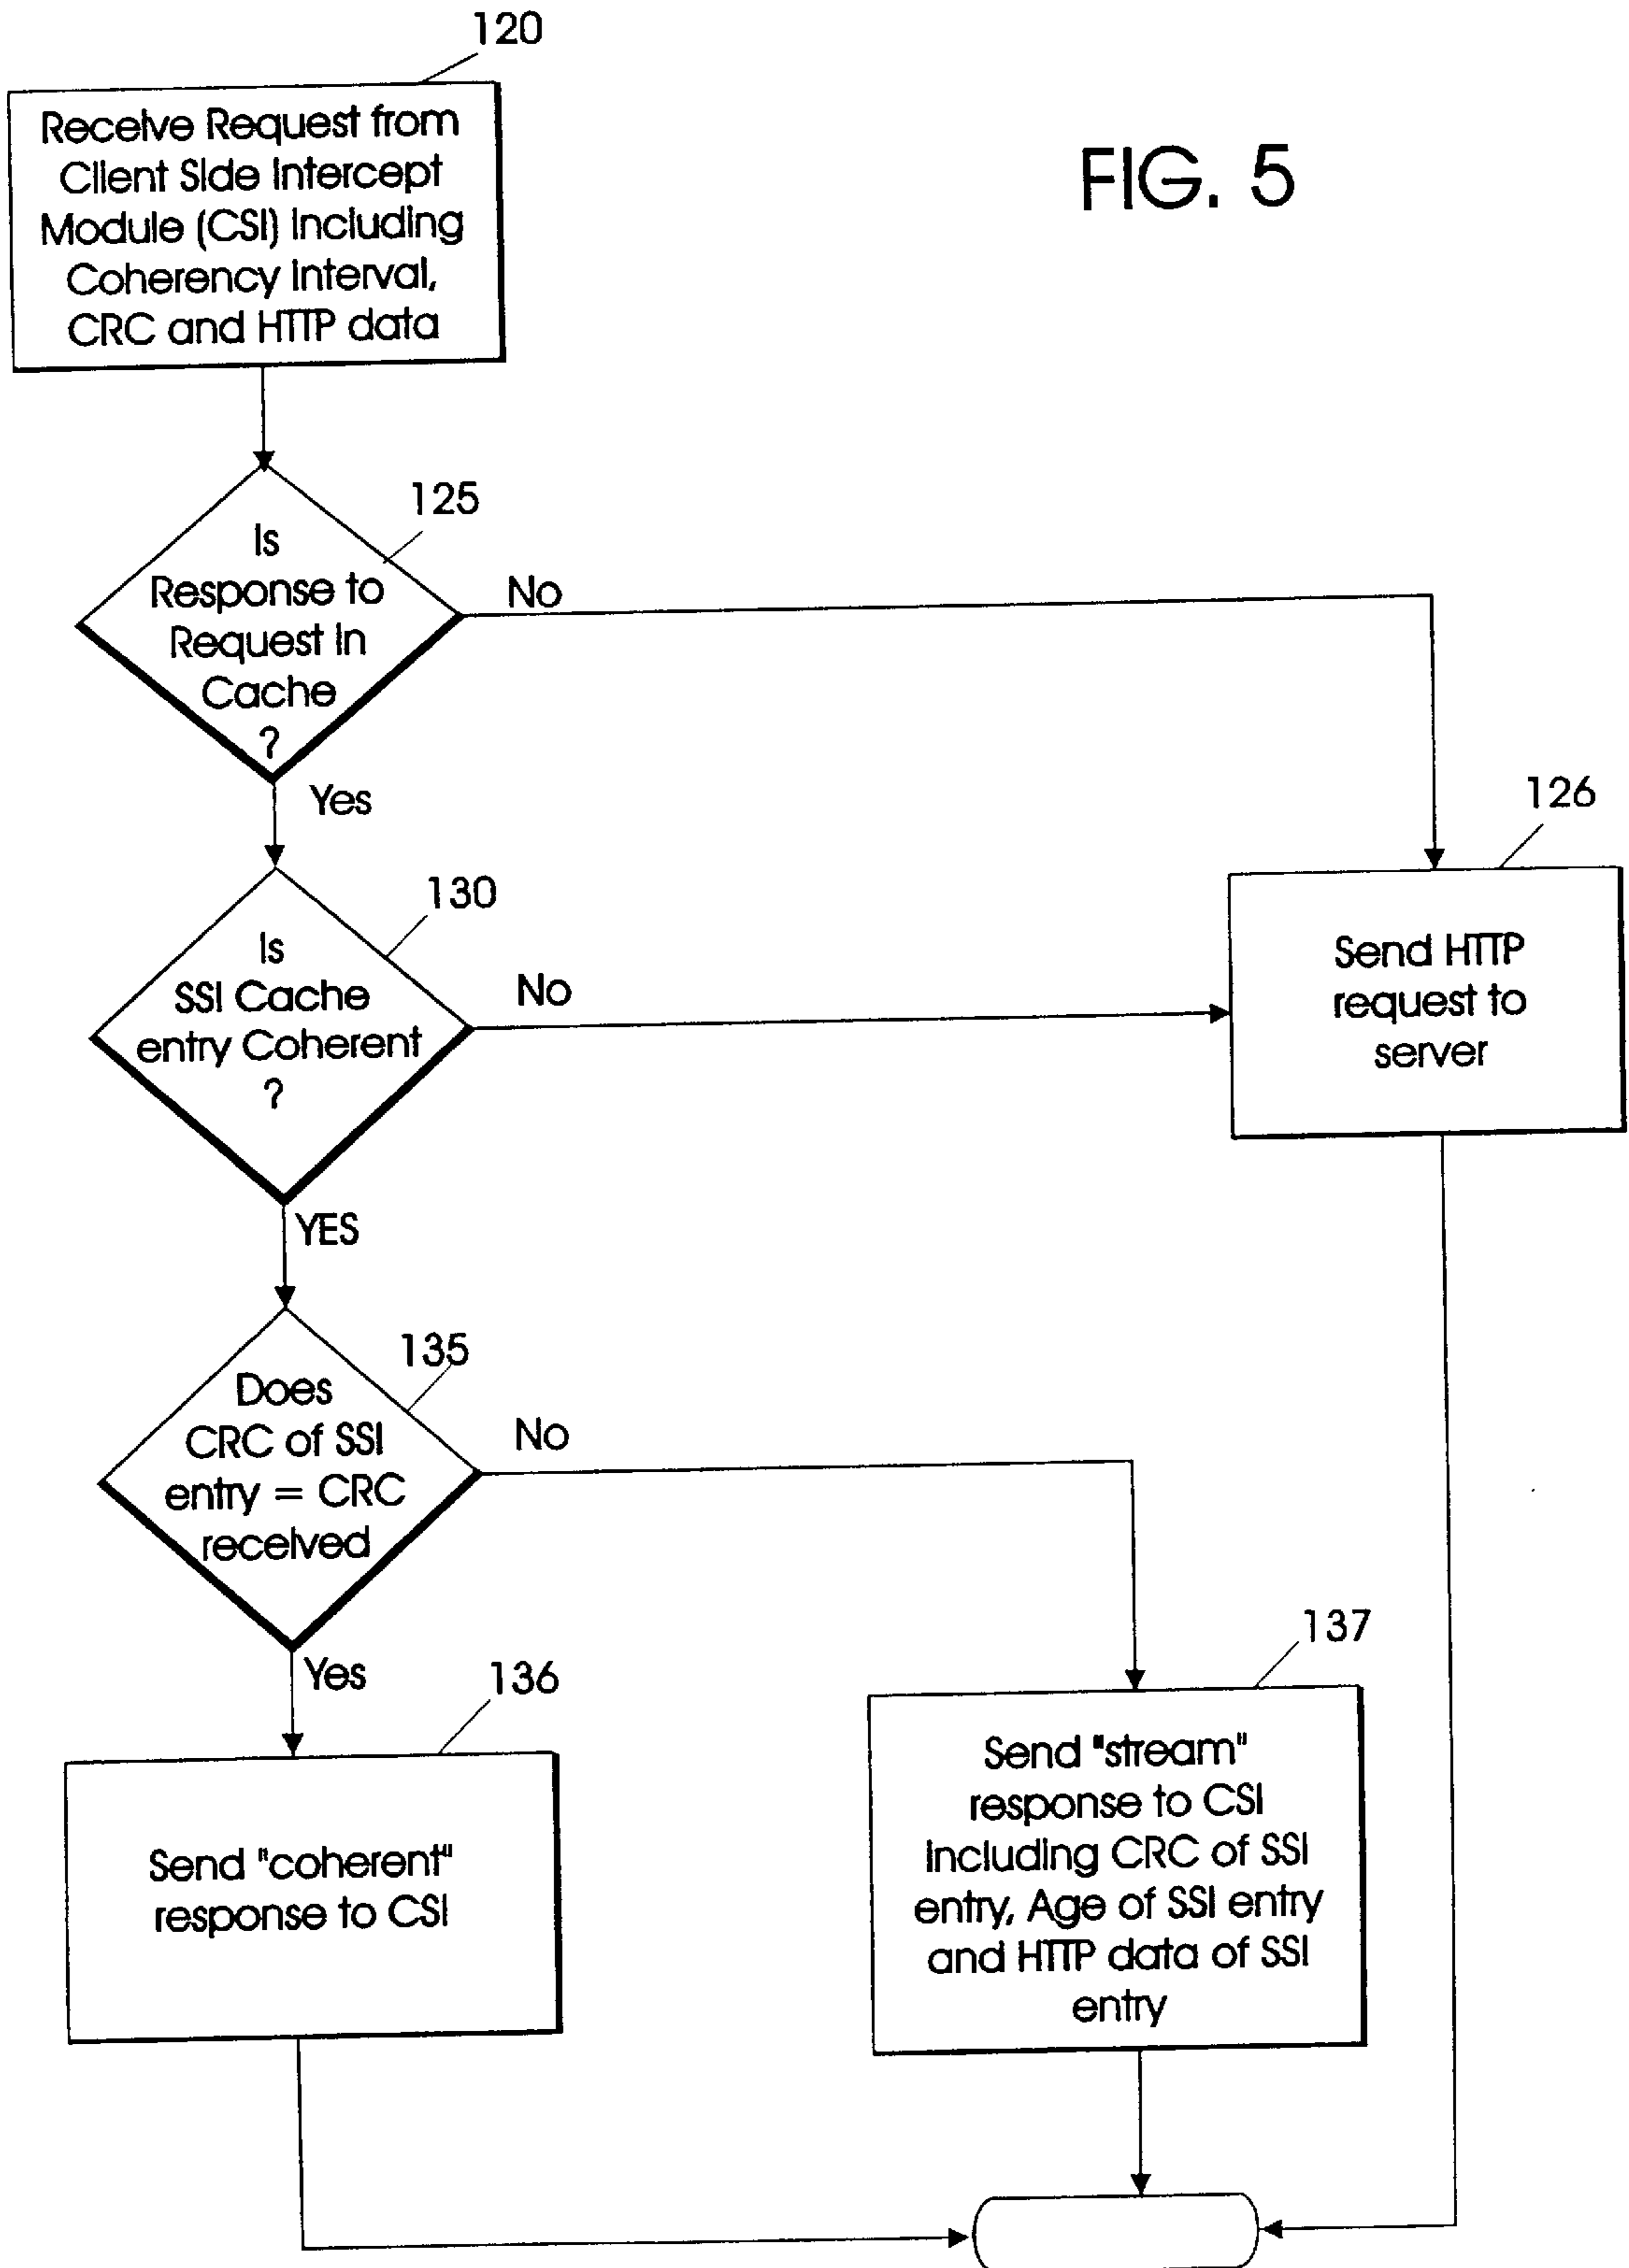 120
Receive Request from
Client Side Intercept
Module (CSI) Including
Coherency Interval,
CRC and HTTP data
FIG. 5
125
Is
Response to
Request In
Cache
?
No
Yes
126
Send HTTP
request to
server
130
Is
SSI Cache
entry Coherent
?
No
YES
135
Does
CRC of SSI
entry = CRC
received
No
Yes
136
Send "coherent"
response to CSI
137
Send "stream"
response to CSI
Including CRC of SSI
entry, Age of SSI entry
and HTTP data of SSI
entry